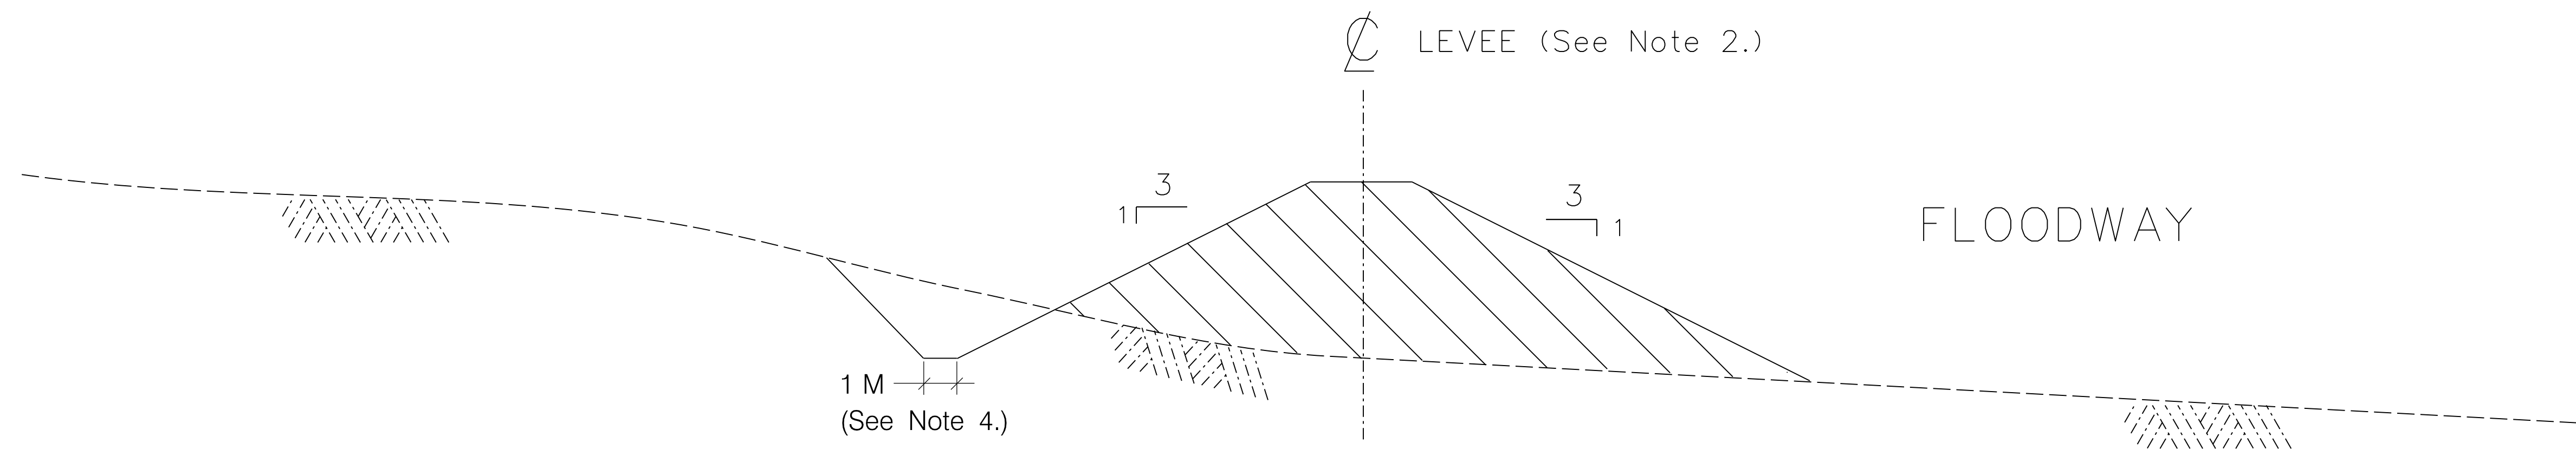 ℄ LEVEE (See Note 2.)
3
1
3
1
FLOODWAY
1 M
(See Note 4.)